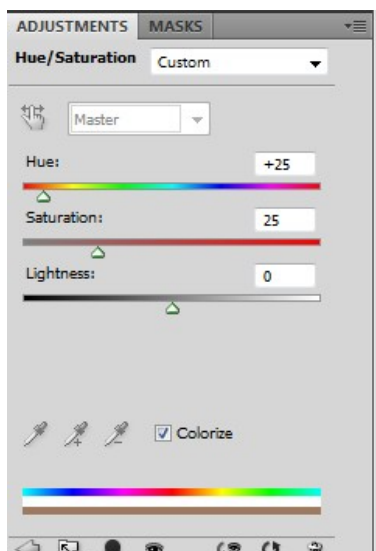 ADJUSTMENTS MASKS
Hue/Saturation Custom
Master
Hue: +25
Saturation: 25
Lightness: 0
Colorize